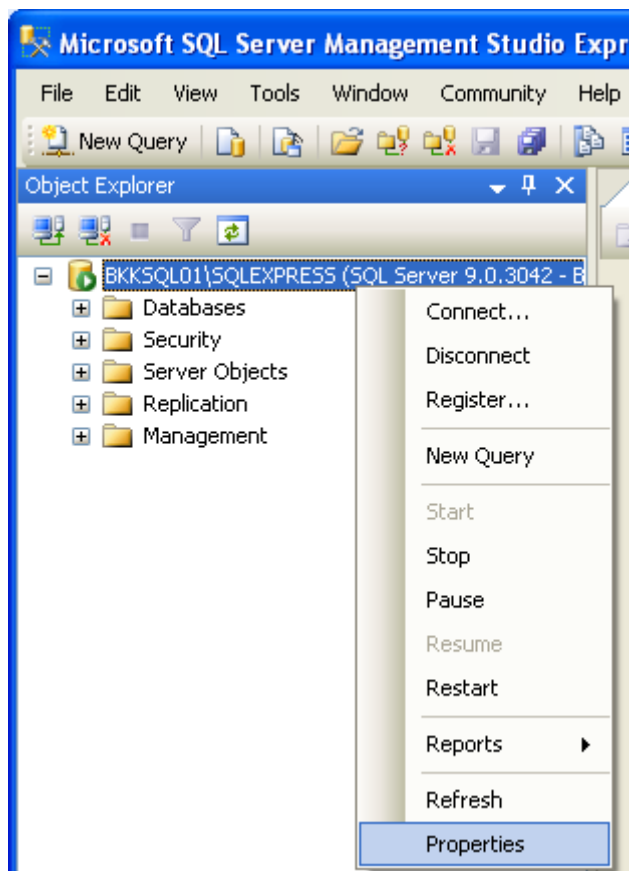 Microsoft SQL Server Management Studio Expr
File Edit View Tools Window Community Help
New Query
Object Explorer
BKKSQL01\SQLEXPRESS (SQL Server 9.0.3042 - B
Databases
Security
Server Objects
Replication
Management
Connect...
Disconnect
Register...
New Query
Start
Stop
Pause
Resume
Restart
Reports
Refresh
Properties